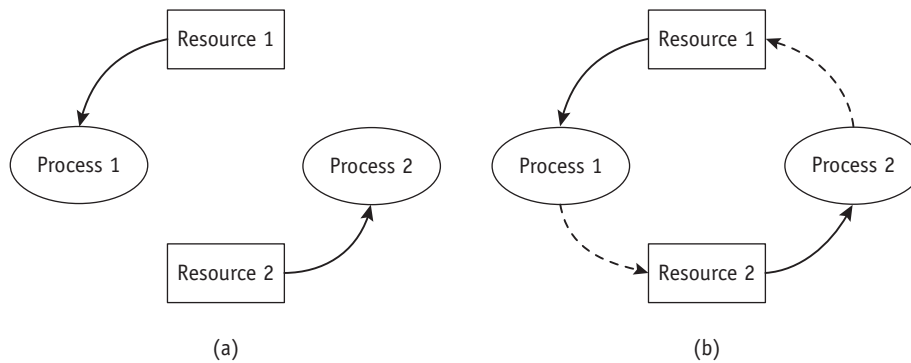 Resource 1
Process 1
Process 2
Resource 2
(a)
Resource 1
Process 1
Process 2
Resource 2
(b)